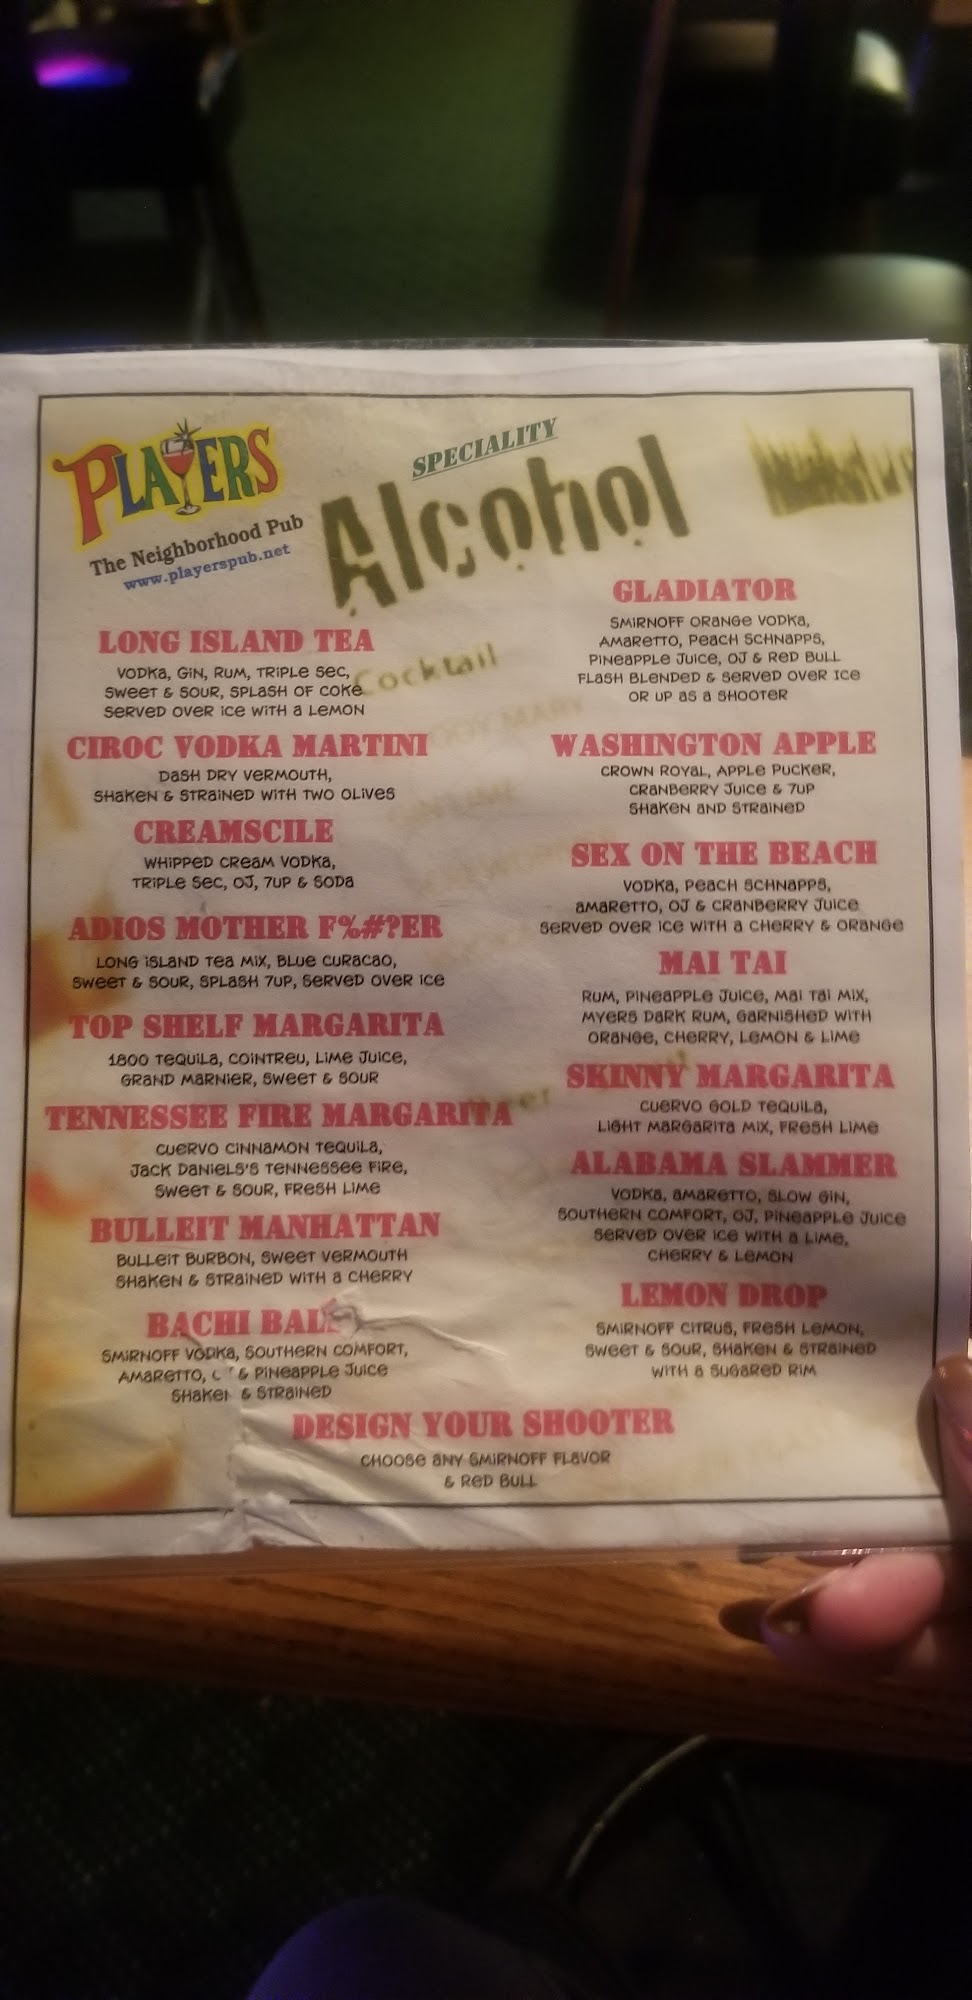 PLAYERS
The Neighborhood Pub
www.playerspub.net
SPECIALITY
Alcohol
Cocktail
LONG ISLAND TEA
VODKA, GIN, RUM, TRIPLE SEC,
SWEET & SOUR, SPLASH OF COKE
SERVED OVER ICE WITH A LEMON
CIROC VODKA MARTINI
DASH DRY VERMOUTH,
SHAKEN & STRAINED WITH TWO OLIVES
CREAMSCILE
WHIPPED CREAM VODKA,
TRIPLE SEC, OJ, 7UP & SODA
ADIOS MOTHER F%#?ER
LONG ISLAND TEA MIX, BLUE CURACAO,
SWEET & SOUR, SPLASH 7UP, SERVED OVER ICE
TOP SHELF MARGARITA
1800 TEQUILA, COINTREU, LIME JUICE,
GRAND MARNIER, SWEET & SOUR
TENNESSEE FIRE MARGARITA
CUERVO CINNAMON TEQUILA,
JACK DANIELS'S TENNESSEE FIRE,
SWEET & SOUR, FRESH LIME
BULLEIT MANHATTAN
BULLEIT BURBON, SWEET VERMOUTH
SHAKEN & STRAINED WITH A CHERRY
BACHI BALL
SMIRNOFF VODKA, SOUTHERN COMFORT,
AMARETTO, & PINEAPPLE JUICE
SHAKEN & STRAINED
GLADIATOR
SMIRNOFF ORANGE VODKA,
AMARETTO, PEACH SCHNAPPS,
PINEAPPLE JUICE, OJ & RED BULL
FLASH BLENDED & SERVED OVER ICE
OR UP AS A SHOOTER
WASHINGTON APPLE
CROWN ROYAL, APPLE PUCKER,
CRANBERRY JUICE & 7UP
SHAKEN AND STRAINED
SEX ON THE BEACH
VODKA, PEACH SCHNAPPS,
AMARETTO, OJ & CRANBERRY JUICE
SERVED OVER ICE WITH A CHERRY & ORANGE
MAI TAI
RUM, PINEAPPLE JUICE, MAI TAI MIX,
MYERS DARK RUM, GARNISHED WITH
ORANGE, CHERRY, LEMON & LIME
SKINNY MARGARITA
CUERVO GOLD TEQUILA,
LIGHT MARGARITA MIX, FRESH LIME
ALABAMA SLAMMER
VODKA, AMARETTO, SLOW GIN,
SOUTHERN COMFORT, OJ, PINEAPPLE JUICE
SERVED OVER ICE WITH A LIME,
CHERRY & LEMON
LEMON DROP
SMIRNOFF CITRUS, FRESH LEMON,
SWEET & SOUR, SHAKEN & STRAINED
WITH A SUGARED RIM
DESIGN YOUR SHOOTER
CHOOSE ANY SMIRNOFF FLAVOR
& RED BULL